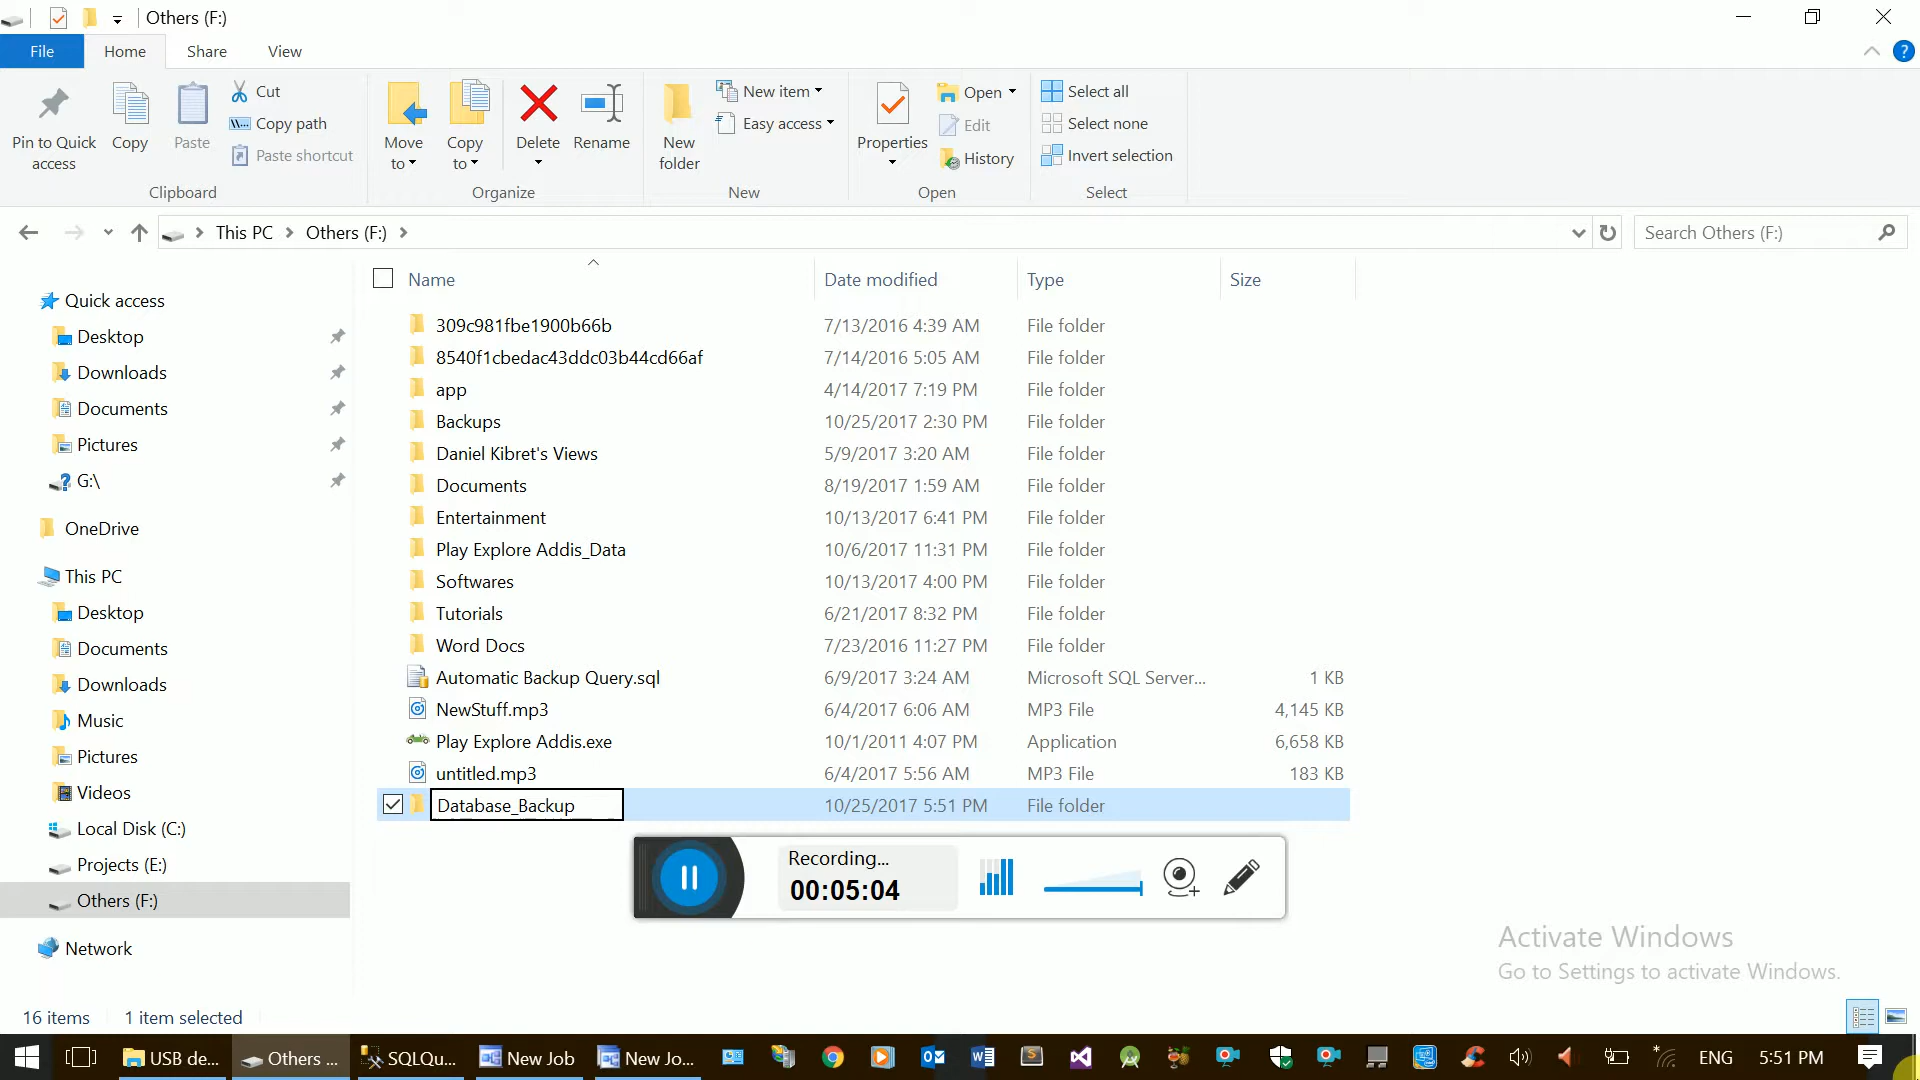 Others (F:)
File Home Share View
Pin to Quick access
Copy
Paste
Cut
Copy path
Paste shortcut
Clipboard
Move to
Copy to
Delete
Rename
Organize
New folder
New item
Easy access
New
Properties
Open
Edit
History
Open
Select all
Select none
Invert selection
Select
This PC Others (F:)
Search Others (F:)
Quick access
Desktop
Downloads
Documents
Pictures
G:\
OneDrive
This PC
Desktop
Documents
Downloads
Music
Pictures
Videos
Local Disk (C:)
Projects (E:)
Others (F:)
Network
Name Date modified Type Size
309c981fbe1900b66b 7/13/2016 4:39 AM File folder
8540f1cbedac43ddc03b44cd66af 7/14/2016 5:05 AM File folder
app 4/14/2017 7:19 PM File folder
Backups 10/25/2017 2:30 PM File folder
Daniel Kibret's Views 5/9/2017 3:20 AM File folder
Documents 8/19/2017 1:59 AM File folder
Entertainment 10/13/2017 6:41 PM File folder
Play Explore Addis_Data 10/6/2017 11:31 PM File folder
Softwares 10/13/2017 4:00 PM File folder
Tutorials 6/21/2017 8:32 PM File folder
Word Docs 7/23/2016 11:27 PM File folder
Automatic Backup Query.sql 6/9/2017 3:24 AM Microsoft SQL Server... 1 KB
NewStuff.mp3 6/4/2017 6:06 AM MP3 File 4,145 KB
Play Explore Addis.exe 10/1/2011 4:07 PM Application 6,658 KB
untitled.mp3 6/4/2017 5:56 AM MP3 File 183 KB
Database_Backup 10/25/2017 5:51 PM File folder
Recording...
00:05:04
Activate Windows
Go to Settings to activate Windows.
16 items 1 item selected
USB de... Others ... SQLQu... New Job New Jo... ENG 5:51 PM